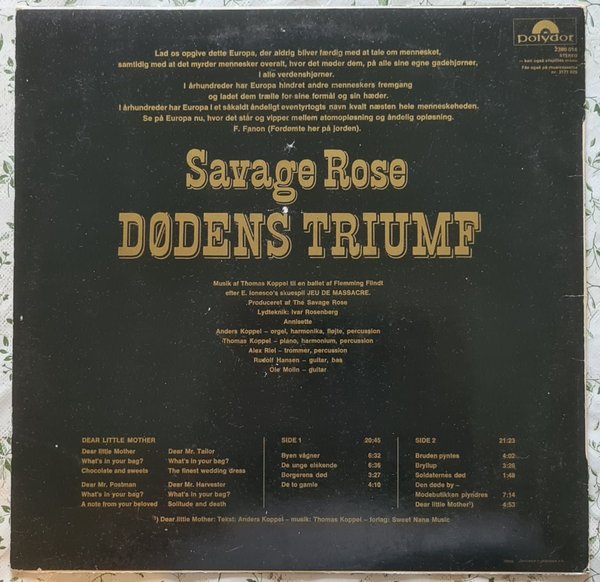 polydor
2380 014
STEREO
Lad os opgive dette Europa, der aldrig bliver færdig med at tale om mennesket,
samtidig med at det myrder mennesker overalt, hvor det møder dem, på alle sine egne gadehjørner,
i alle verdenshjørner.
I århundreder har Europa hindret andre menneskers fremgang
og ladet dem trælle for sine formål og sin hæder.
I århundreder har Europa i et såkaldt åndeligt eventyrtogts navn kvalt næsten hele menneskeheden.
Se på Europa nu, hvor det står og vipper mellem atomopløsning og åndelig opløsning.
F. Fanon (Fordømte her på jorden).
Savage Rose
DØDENS TRIUMF
Musik af Thomas Koppel til en ballet af Flemming Flindt
efter E. Ionesco's skuespil JEU DE MASSACRE.
Produceret af The Savage Rose
Lydteknik: Ivar Rosenberg
Annisette
Anders Koppel – orgel, harmonika, fløjte, percussion
Thomas Koppel – piano, harmonium, percussion
Alex Riel – trommer, percussion
Rudolf Hansen – guitar, bas
Ole Molin – guitar
DEAR LITTLE MOTHER
Dear little Mother
What's in your bag?
Chocolate and sweets
Dear Mr. Postman
What's in your bag?
A note from your beloved
Dear Mr. Tailor
What's in your bag?
The finest wedding dress
Dear Mr. Harvester
What's in your bag?
Solitude and death
SIDE 1 20:45
Byen vågner 6:32
De unge elskende 6:36
Borgerens død 3:27
De to gamle 4:10
SIDE 2 21:23
Bruden pyntes 4:02
Bryllup 3:28
Soldaternes død 1:48
Den døde by –
Modebutikken plyndres 7:14
Dear little Mother¹) 4:53
¹) Dear little Mother: Tekst: Anders Koppel – musik: Thomas Koppel – forlag: Sweet Nana Music